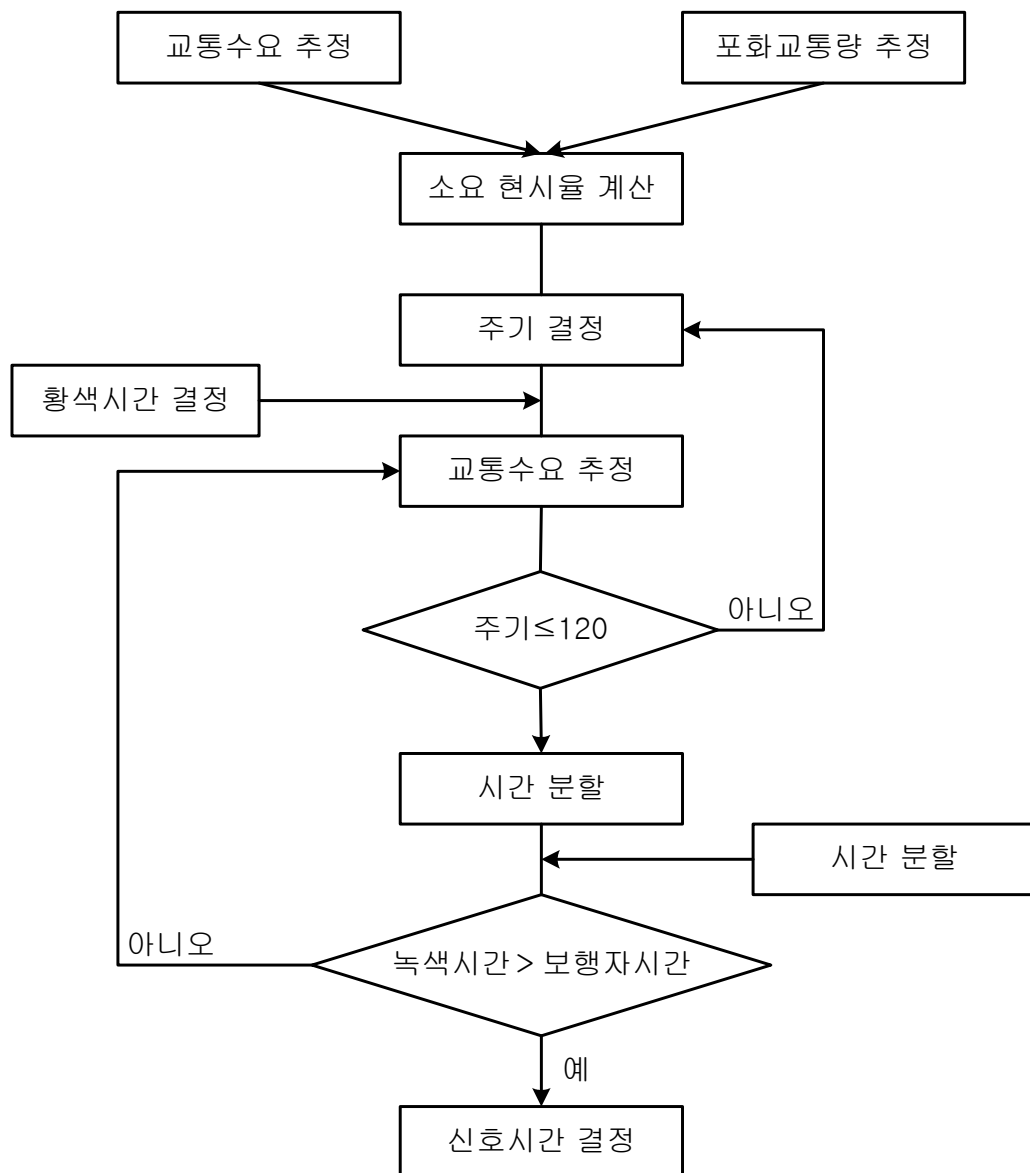 교통수요 추정
포화교통량 추정
소요 현시율 계산
주기 결정
황색시간 결정
교통수요 추정
주기≤120
아니오
시간 분할
시간 분할
아니오
녹색시간 > 보행자시간
예
신호시간 결정